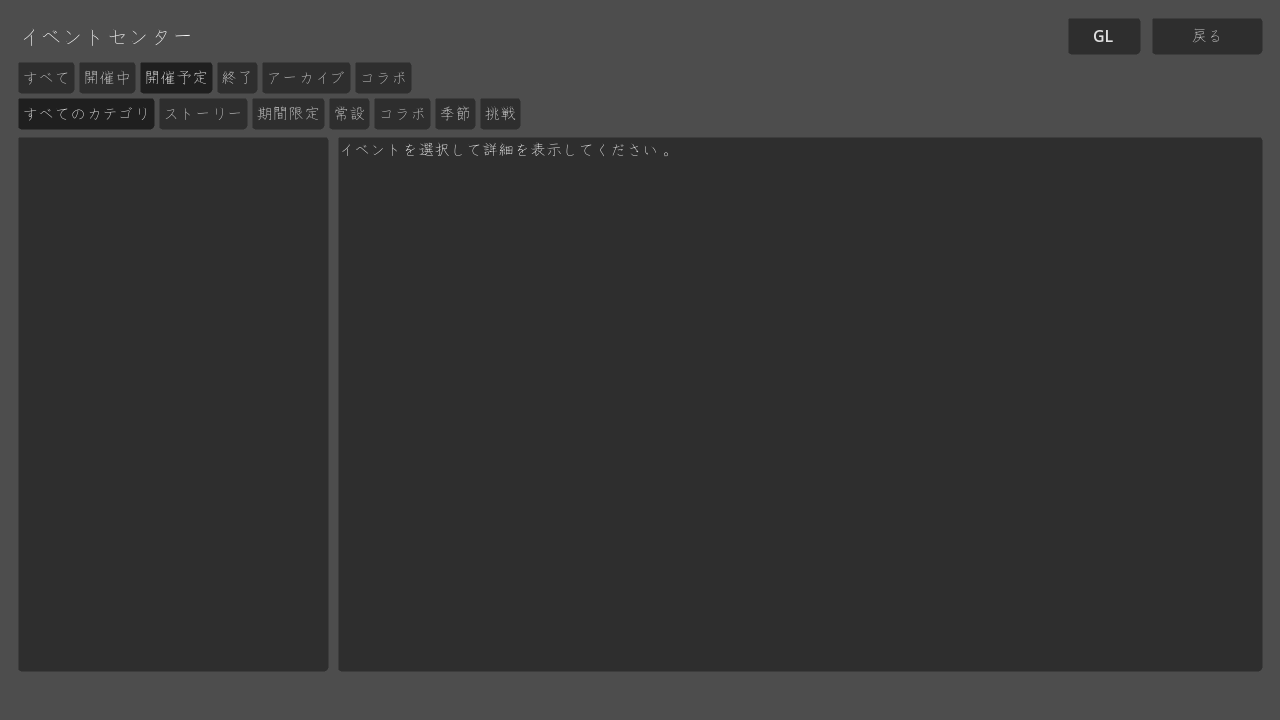 イベントセンター
GL
戻る
すべて 開催中 開催予定 終了 アーカイブ コラボ
すべてのカテゴリ ストーリー 期間限定 常設 コラボ 季節 挑戦
イベントを選択して詳細を表示してください。